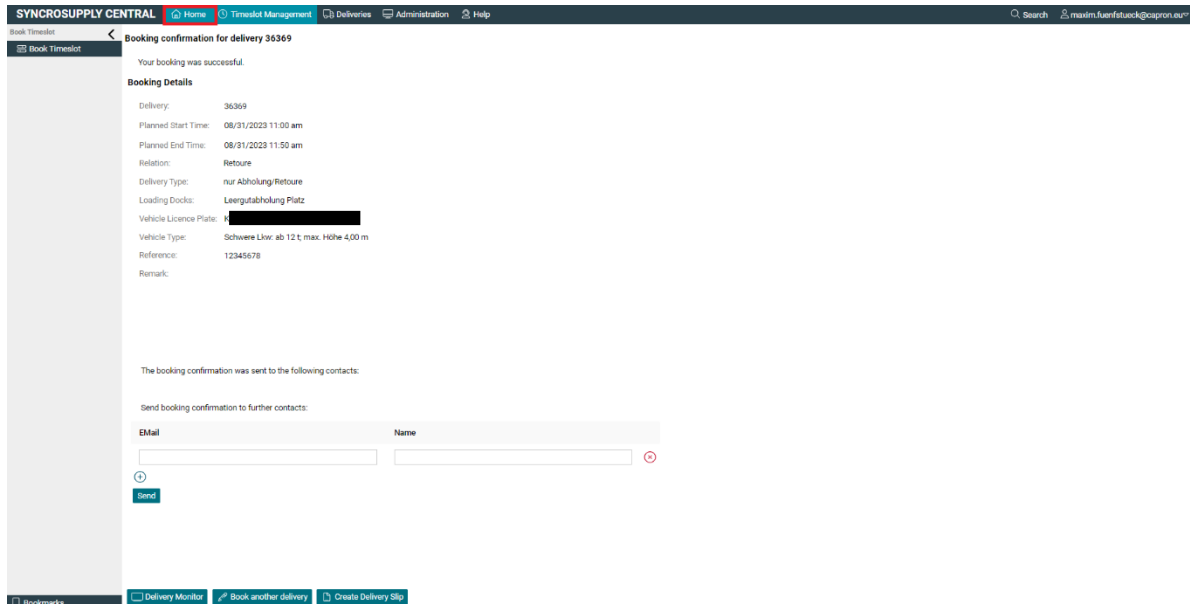 SYNCROSUPPLY CENTRAL Home Timeslot Management Deliveries Administration Help Search maxim.fuenfstueck@capron.eu
Book Timeslot
Book Timeslot
Booking confirmation for delivery 36369
Your booking was successful.
Booking Details
Delivery: 36369
Planned Start Time: 08/31/2023 11:00 am
Planned End Time: 08/31/2023 11:50 am
Relation: Retoure
Delivery Type: nur Abholung/Retoure
Loading Docks: Leergutabholung Platz
Vehicle Licence Plate: K
Vehicle Type: Schwere Lkw: ab 12 t; max. Höhe 4,00 m
Reference: 12345678
Remark:
The booking confirmation was sent to the following contacts:
Send booking confirmation to further contacts:
EMail Name
Send
Delivery Monitor Book another delivery Create Delivery Slip
Bookmarks